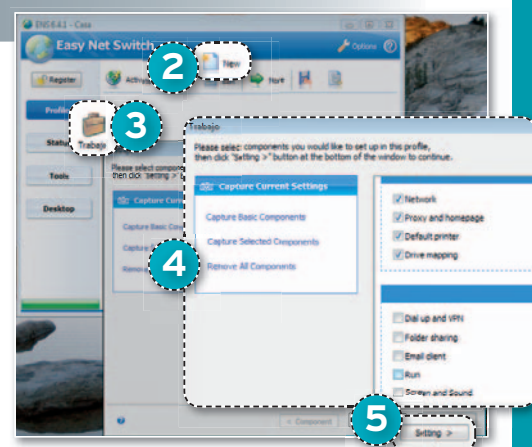 ENS 6.4.1 - Casa
Easy Net Switch
Options
2
New
Register
Next
3
Trabajo
Tools
Desktop
Trabajo
Please select components you would like to set up in this profile,
then click "Setting >" button at the bottom of the window to continue.
Please select component
Capture Current Settings
Capture Basic Components
Capture Selected Components
Remove All Components
4
Network
Proxy and homepage
Default printer
Drive mapping
Dial up and VPN
Folder sharing
Email client
Run
Screen and Sound
< Component
5
Setting >